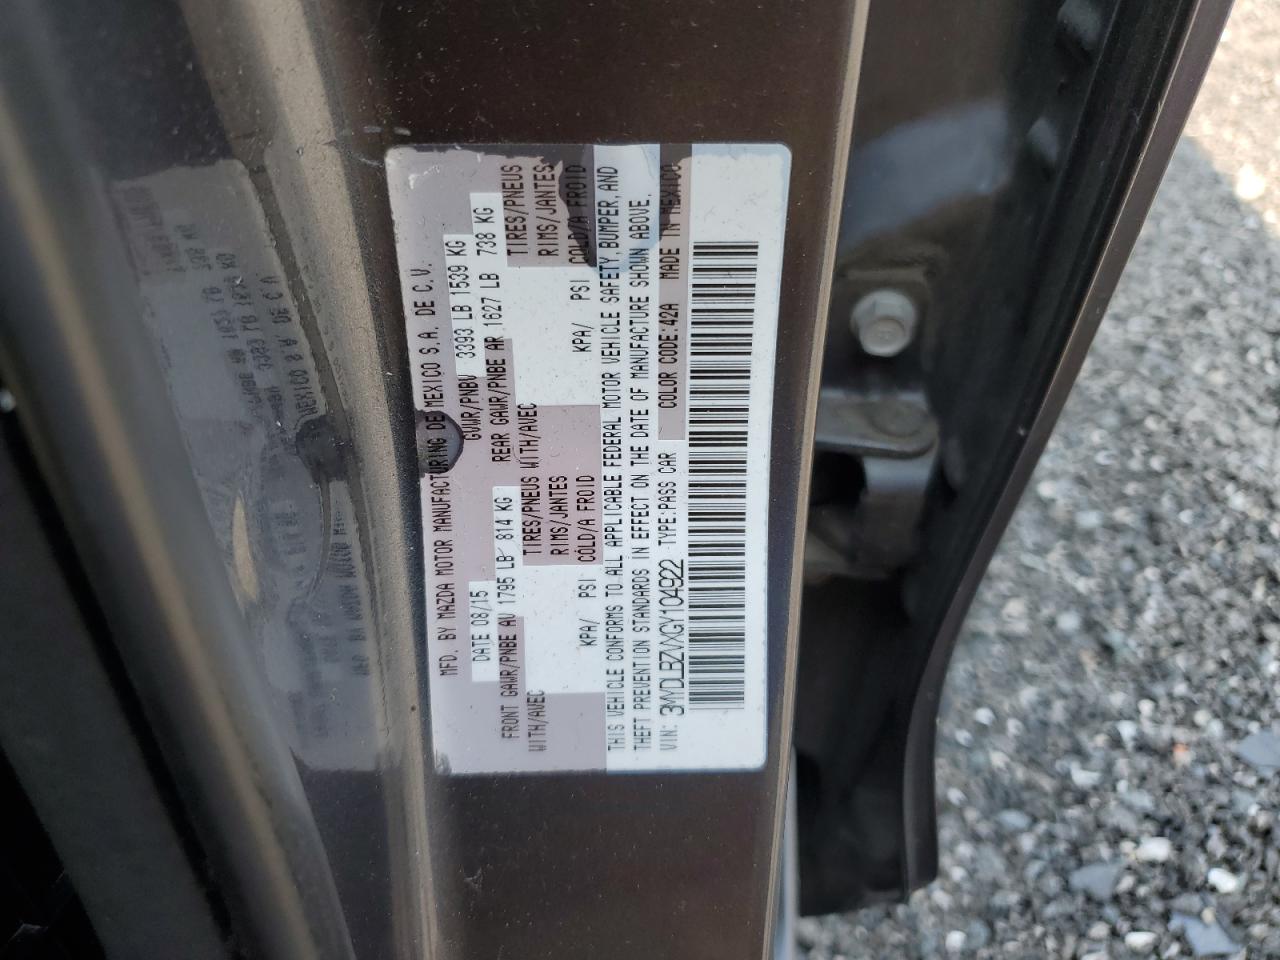 MFD. BY MAZDA MOTOR MANUFACTURING DE MEXICO S.A. DE C.V.
DATE 08/15 GVWR/PNBV 3393 LB 1539 KG
FRONT GAWR/PNBE AV 1795 LB 814 KG REAR GAWR/PNBE AR 1627 LB 738 KG
WITH/AVEC TIRES/PNEUS WITH/AVEC TIRES/PNEUS
RIMS/JANTES RIMS/JANTES
KPA/ PSI COLD/A FROID KPA/ PSI COLD/A FROID
THIS VEHICLE CONFORMS TO ALL APPLICABLE FEDERAL MOTOR VEHICLE SAFETY, BUMPER, AND
THEFT PREVENTION STANDARDS IN EFFECT ON THE DATE OF MANUFACTURE SHOWN ABOVE.
VIN: 3MYDLBZVXGY104922 TYPE:PASS CAR COLOR CODE:42A MADE IN MEXICO